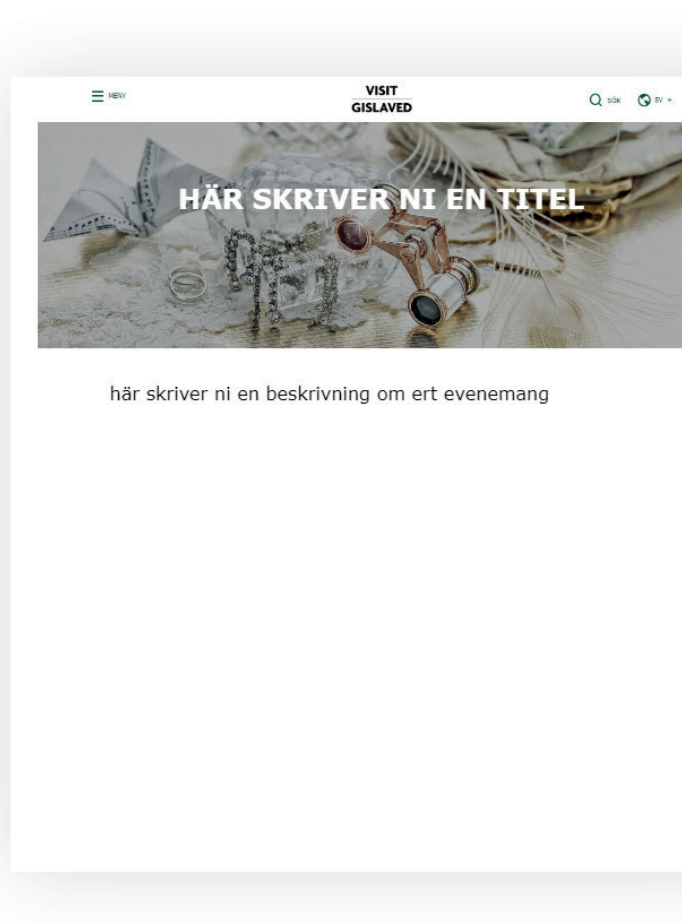 MENY
VISIT
GISLAVED
SÖK
SV
HÄR SKRIVER NI EN TITEL
här skriver ni en beskrivning om ert evenemang